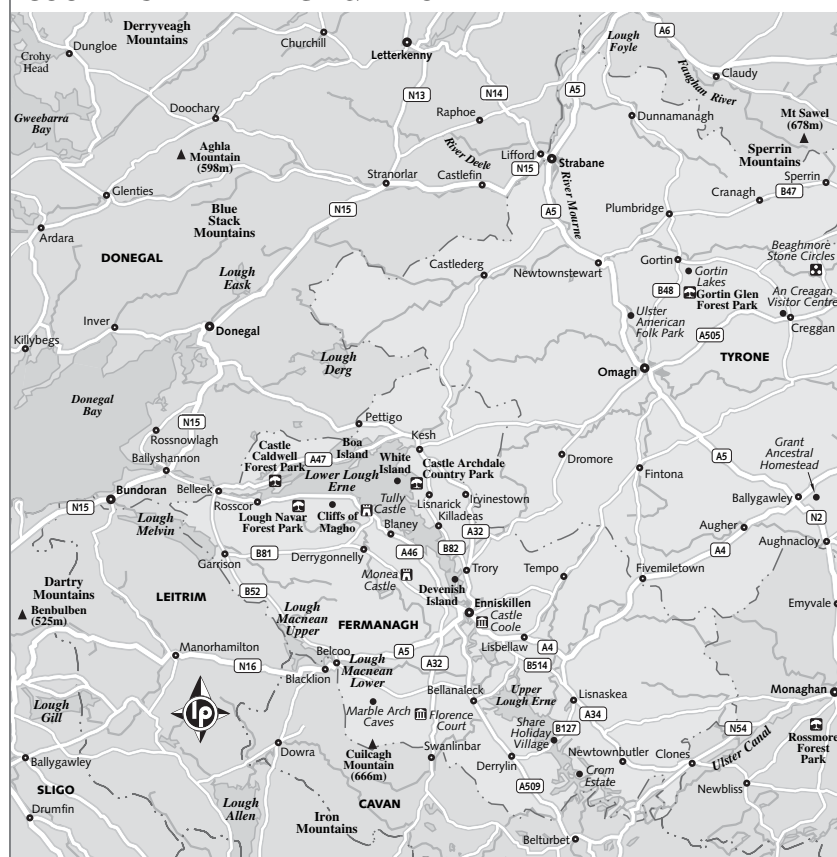 Derryveagh
Mountains
Crohy
Head
Dungloe
Churchill
Letterkenny
Lough
Foyle
A6
Claudy
Faughan River
Gweebarra
Bay
Doochary
N13
N14
A5
Raphoe
Dunnamanagh
Mt Sawel
(678m)
Aghla
Mountain
(598m)
River Deele
Lifford
Strabane
Sperrin
Mountains
Glenties
Stranorlar
Castlefin
N15
River Mourne
Cranagh
B47
Sperrin
Blue
Stack
Mountains
N15
A5
Plumbridge
Ardara
DONEGAL
Lough
Eask
Castlederg
Newtownstewart
Gortin
Gortin
Lakes
Beaghmore
Stone Circles
B48
Gortin Glen
Forest Park
An Creagan
Visitor Centre
Inver
Donegal
Ulster
American
Folk Park
Creggan
A505
Killybegs
Lough
Derg
Omagh
TYRONE
Donegal
Bay
Pettigo
N15
Rossnowlagh
Kesh
Castle
Caldwell
Forest Park
Boa
Island
A47
White
Island
Castle Archdale
Country Park
Dromore
Fintona
A5
Grant
Ancestral
Homestead
Ballyshannon
Lower Lough
Erne
Bundoran
Belleek
Tully
Castle
Lisnarick
Irvinestown
Ballygawley
N15
Rosscor
Lough Navar
Forest Park
Cliffs of
Magho
Killadeas
N2
Lough
Melvin
Blaney
A32
Augher
Aughnacloy
Garrison
B81
Derrygonnelly
A46
B82
A4
Trory
Tempo
Fivemiletown
Dartry
Mountains
Monea
Castle
Devenish
Island
Benbulben
(525m)
LEITRIM
B52
Lough
Macnean
Upper
FERMANAGH
Enniskillen
Castle
Coole
Emyvale
Manorhamilton
Belcoo
A5
Lisbellaw
A4
N16
Blacklion
Lough
Macnean
Lower
A32
B514
Bellanaleck
Upper
Lough Erne
Lisnaskea
Monaghan
Lough
Gill
lp
Marble Arch
Caves
Florence
Court
Share
Holiday
Village
B127
A34
N54
Rossmore
Forest
Park
Cuilcagh
Mountain
(666m)
Swanlinbar
Newtownbutler
Clones
Ulster Canal
Ballygawley
Dowra
Derrylin
Crom
Estate
Newbliss
SLIGO
Lough
Allen
A509
Drumfin
Iron
Mountains
CAVAN
Belturbet